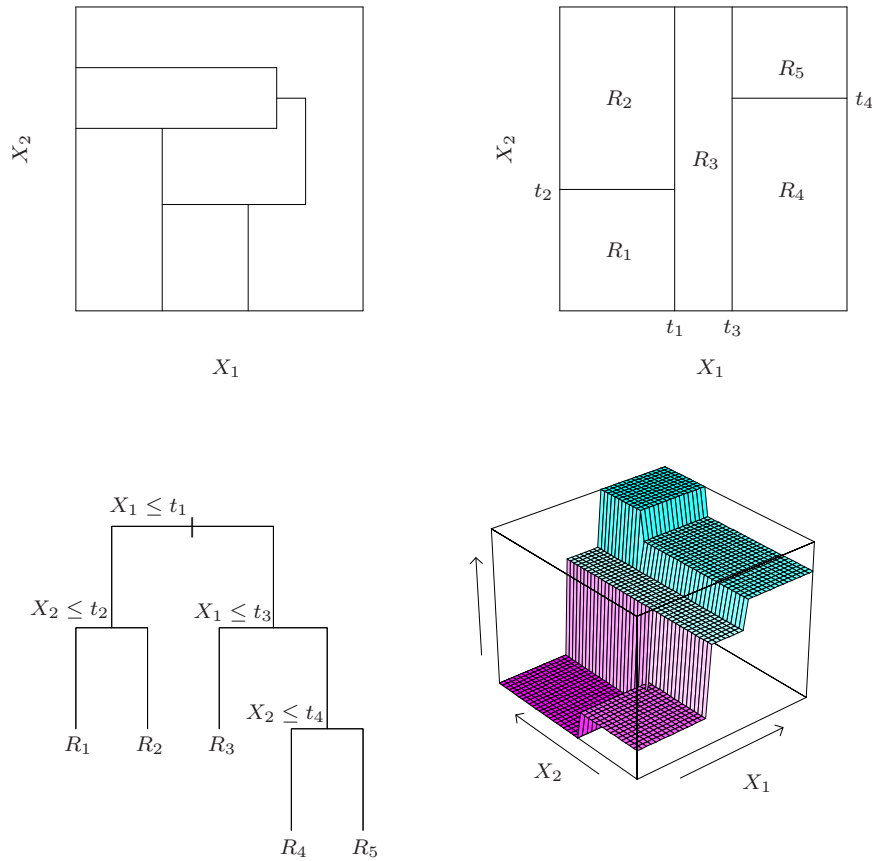 X₂
X₁
X₂
R₂
R₅
t₄
R₃
R₄
t₂
R₁
t₁ t₃
X₁
X₁ ≤ t₁
X₂ ≤ t₂
X₁ ≤ t₃
X₂ ≤ t₄
R₁
R₂
R₃
R₄
R₅
X₂
X₁